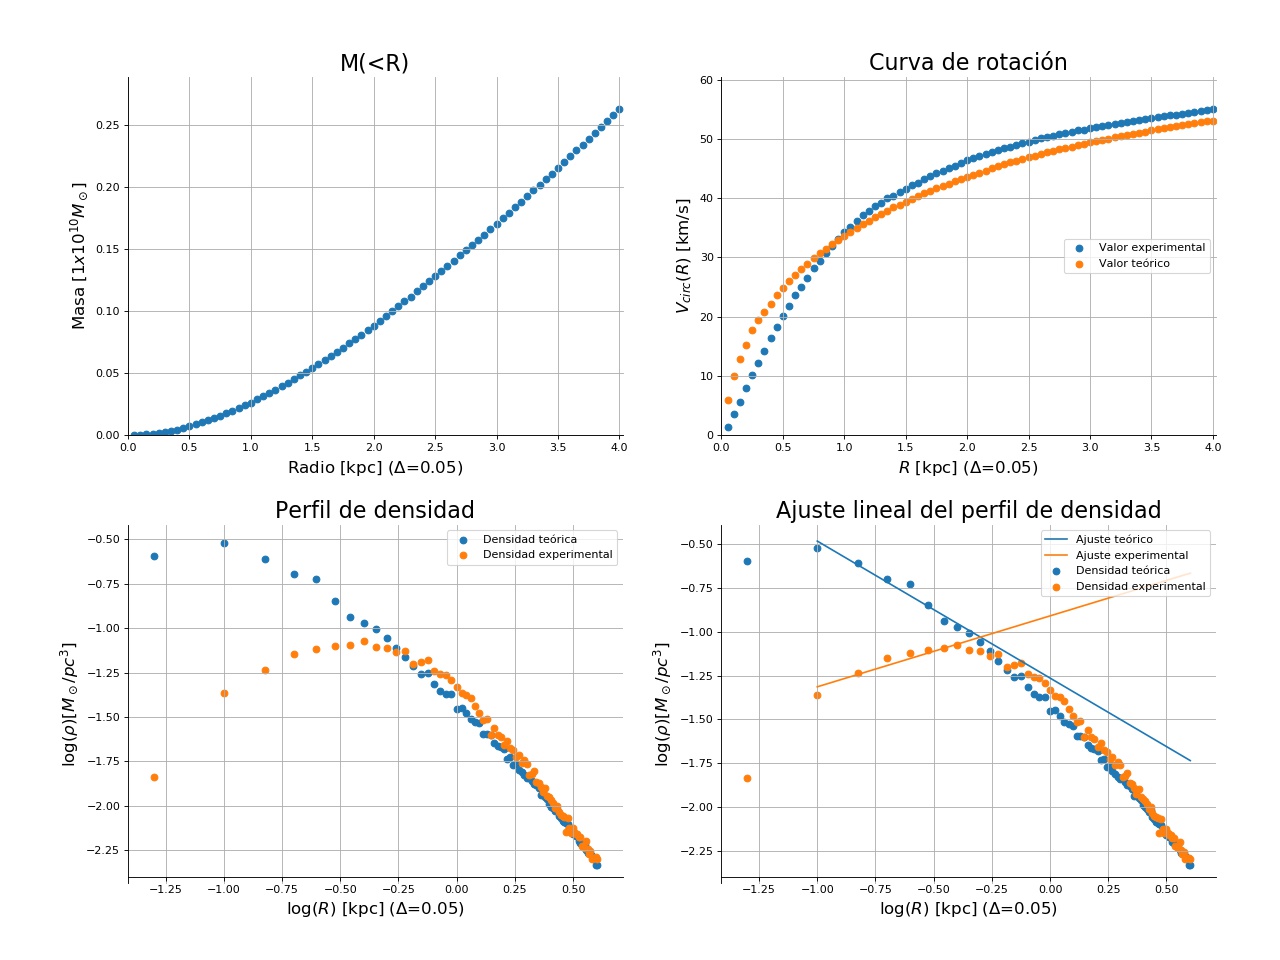 M(<R)
0.25
0.20
0.15
0.10
0.05
0.00
Masa [1x10^{10}M_⊙]
0.0 0.5 1.0 1.5 2.0 2.5 3.0 3.5 4.0
Radio [kpc] (Δ=0.05)
Curva de rotación
60
50
40
30
20
10
0
V_{circ}(R) [km/s]
Valor experimental
Valor teórico
0.0 0.5 1.0 1.5 2.0 2.5 3.0 3.5 4.0
R [kpc] (Δ=0.05)
Perfil de densidad
−0.50
−0.75
−1.00
−1.25
−1.50
−1.75
−2.00
−2.25
log(ρ)[M_⊙/pc^3]
Densidad teórica
Densidad experimental
−1.25 −1.00 −0.75 −0.50 −0.25 0.00 0.25 0.50
log(R) [kpc] (Δ=0.05)
Ajuste lineal del perfil de densidad
−0.50
−0.75
−1.00
−1.25
−1.50
−1.75
−2.00
−2.25
log(ρ)[M_⊙/pc^3]
Ajuste teórico
Ajuste experimental
Densidad teórica
Densidad experimental
−1.25 −1.00 −0.75 −0.50 −0.25 0.00 0.25 0.50
log(R) [kpc] (Δ=0.05)